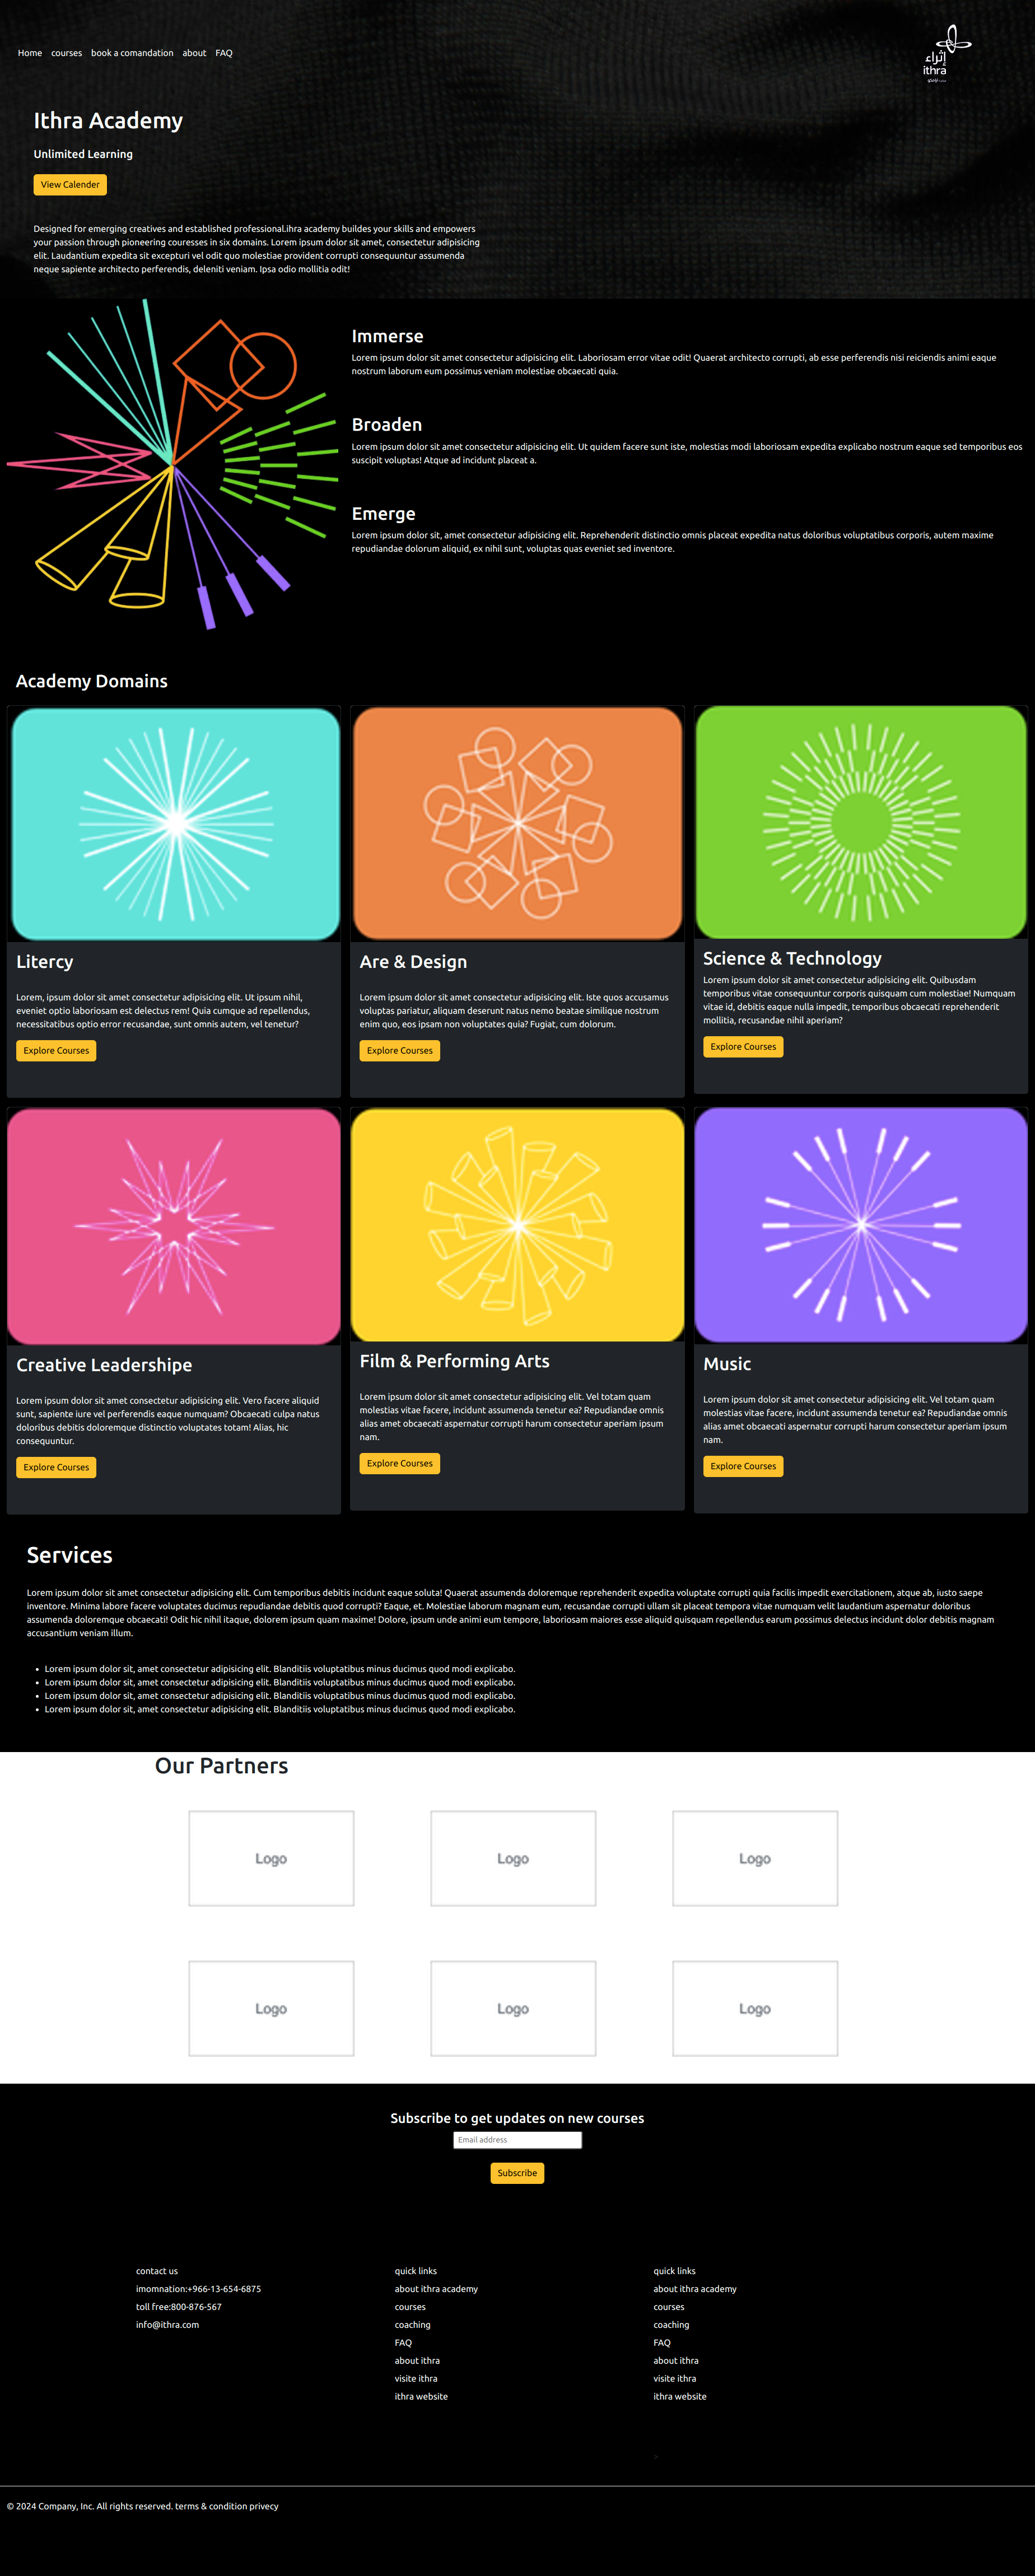 Home courses book a comandation about FAQ
إثراء
ithra
Ithra Academy
Unlimited Learning
View Calender
Designed for emerging creatives and established professional.ihra academy buildes your skills and empowers
your passion through pioneering couresses in six domains. Lorem ipsum dolor sit amet, consectetur adipisicing
elit. Laudantium expedita sit excepturi vel odit quo molestiae provident corrupti consequuntur assumenda
neque sapiente architecto perferendis, deleniti veniam. Ipsa odio mollitia odit!
Immerse
Lorem ipsum dolor sit amet consectetur adipisicing elit. Laboriosam error vitae odit! Quaerat architecto corrupti, ab esse perferendis nisi reiciendis animi eaque
nostrum laborum eum possimus veniam molestiae obcaecati quia.
Broaden
Lorem ipsum dolor sit amet consectetur adipisicing elit. Ut quidem facere sunt iste, molestias modi laboriosam expedita explicabo nostrum eaque sed temporibus eos
suscipit voluptas! Atque ad incidunt placeat a.
Emerge
Lorem ipsum dolor sit, amet consectetur adipisicing elit. Reprehenderit distinctio omnis placeat expedita natus doloribus voluptatibus corporis, autem maxime
repudiandae dolorum aliquid, ex nihil sunt, voluptas quas eveniet sed inventore.
Academy Domains
Litercy
Lorem, ipsum dolor sit amet consectetur adipisicing elit. Ut ipsum nihil,
eveniet optio laboriosam est delectus rem! Quia cumque ad repellendus,
necessitatibus optio error recusandae, sunt omnis autem, vel tenetur?
Explore Courses
Are & Design
Lorem ipsum dolor sit amet consectetur adipisicing elit. Iste quos accusamus
voluptas pariatur, aliquam deserunt natus nemo beatae similique nostrum
enim quo, eos ipsam non voluptates quia? Fugiat, cum dolorum.
Explore Courses
Science & Technology
Lorem ipsum dolor sit amet consectetur adipisicing elit. Quibusdam
temporibus vitae consequuntur corporis quisquam cum molestiae! Numquam
vitae id, debitis eaque nulla impedit, temporibus obcaecati reprehenderit
mollitia, recusandae nihil aperiam?
Explore Courses
Creative Leadershipe
Lorem ipsum dolor sit amet consectetur adipisicing elit. Vero facere aliquid
sunt, sapiente iure vel perferendis eaque numquam? Obcaecati culpa natus
doloribus debitis doloremque distinctio voluptates totam! Alias, hic
consequuntur.
Explore Courses
Film & Performing Arts
Lorem ipsum dolor sit amet consectetur adipisicing elit. Vel totam quam
molestias vitae facere, incidunt assumenda tenetur ea? Repudiandae omnis
alias amet obcaecati aspernatur corrupti harum consectetur aperiam ipsum
nam.
Explore Courses
Music
Lorem ipsum dolor sit amet consectetur adipisicing elit. Vel totam quam
molestias vitae facere, incidunt assumenda tenetur ea? Repudiandae omnis
alias amet obcaecati aspernatur corrupti harum consectetur aperiam ipsum
nam.
Explore Courses
Services
Lorem ipsum dolor sit amet consectetur adipisicing elit. Cum temporibus debitis incidunt eaque soluta! Quaerat assumenda doloremque reprehenderit expedita voluptate corrupti quia facilis impedit exercitationem, atque ab, iusto saepe
inventore. Minima labore facere voluptates ducimus repudiandae debitis quod corrupti? Eaque, et. Molestiae laborum magnam eum, recusandae corrupti ullam sit placeat tempora vitae numquam velit laudantium aspernatur doloribus
assumenda doloremque obcaecati! Odit hic nihil itaque, dolorem ipsum quam maxime! Dolore, ipsum unde animi eum tempore, laboriosam maiores esse aliquid quisquam repellendus earum possimus delectus incidunt dolor debitis magnam
accusantium veniam illum.
• Lorem ipsum dolor sit, amet consectetur adipisicing elit. Blanditiis voluptatibus minus ducimus quod modi explicabo.
• Lorem ipsum dolor sit, amet consectetur adipisicing elit. Blanditiis voluptatibus minus ducimus quod modi explicabo.
• Lorem ipsum dolor sit, amet consectetur adipisicing elit. Blanditiis voluptatibus minus ducimus quod modi explicabo.
• Lorem ipsum dolor sit, amet consectetur adipisicing elit. Blanditiis voluptatibus minus ducimus quod modi explicabo.
Our Partners
Logo
Logo
Logo
Logo
Logo
Logo
Subscribe to get updates on new courses
Email address
Subscribe
contact us
imomnation:+966-13-654-6875
toll free:800-876-567
info@ithra.com
quick links
about ithra academy
courses
coaching
FAQ
about ithra
visite ithra
ithra website
quick links
about ithra academy
courses
coaching
FAQ
about ithra
visite ithra
ithra website
>
© 2024 Company, Inc. All rights reserved. terms & condition privecy